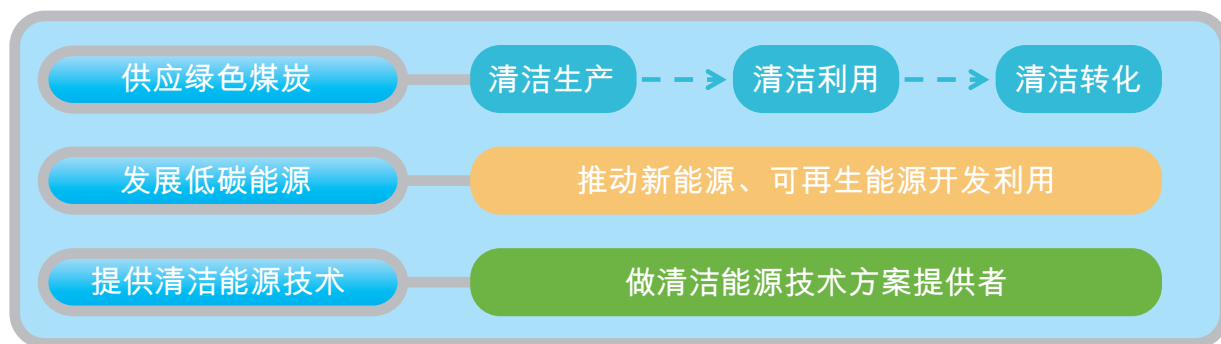 供应绿色煤炭 清洁生产 清洁利用 清洁转化
发展低碳能源 推动新能源、可再生能源开发利用
提供清洁能源技术 做清洁能源技术方案提供者